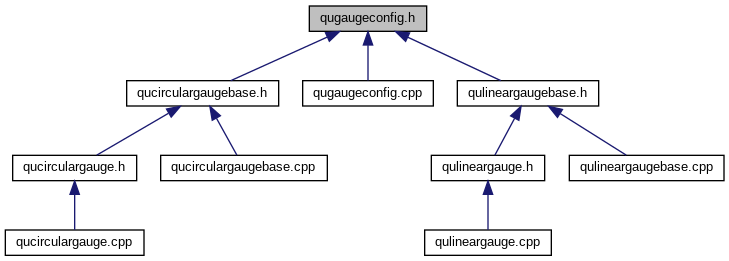 qugaugeconfig.h
qucirculargaugebase.h
qugaugeconfig.cpp
qulineargaugebase.h
qucirculargauge.h
qucirculargaugebase.cpp
qulineargauge.h
qulineargaugebase.cpp
qucirculargauge.cpp
qulineargauge.cpp